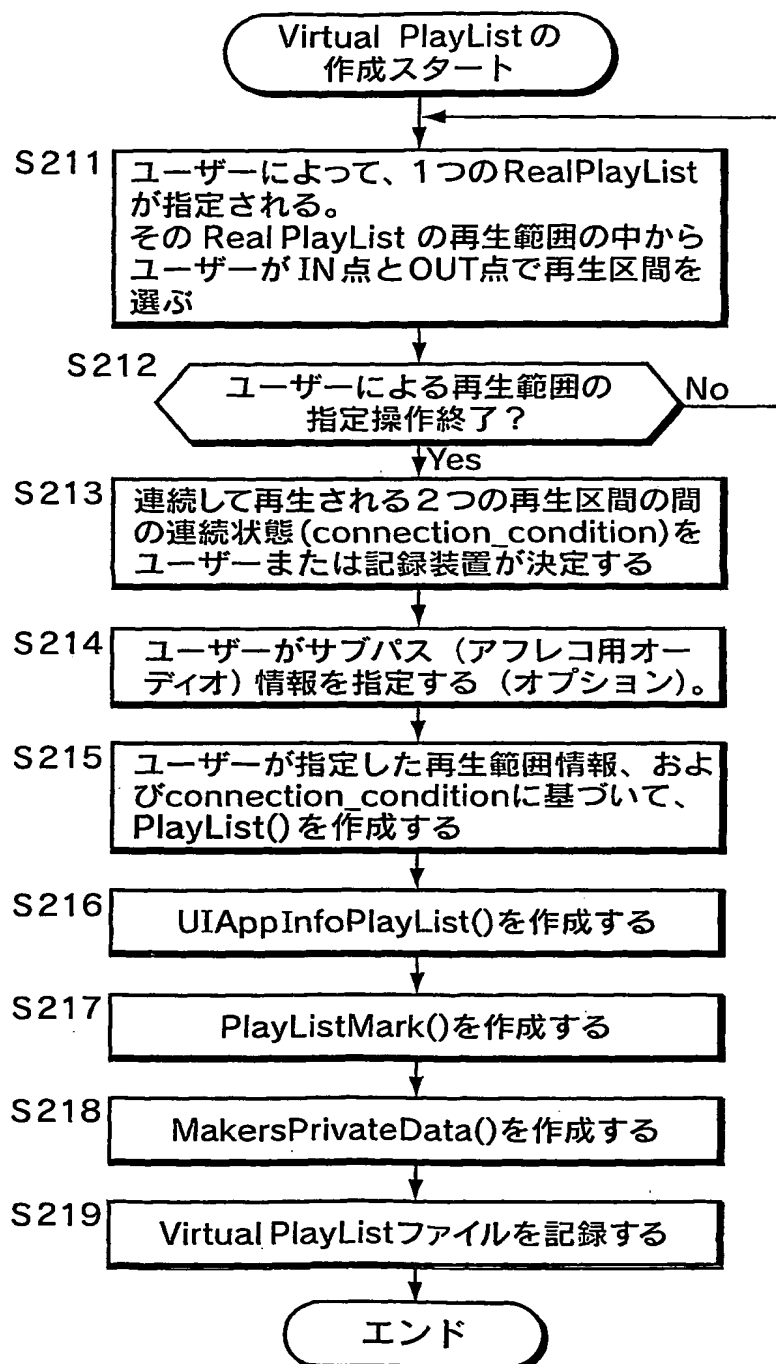 Virtual PlayList の
作成スタート
S211
ユーザーによって、1つのRealPlayList
が指定される。
その Real PlayList の再生範囲の中から
ユーザーが IN点とOUT点で再生区間を
選ぶ
S212
ユーザーによる再生範囲の
指定操作終了？
No
Yes
S213
連続して再生される2つの再生区間の間
の連続状態(connection_condition)を
ユーザーまたは記録装置が決定する
S214
ユーザーがサブパス（アフレコ用オー
ディオ）情報を指定する（オプション）。
S215
ユーザーが指定した再生範囲情報、およ
びconnection_conditionに基づいて、
PlayList()を作成する
S216
UIAppInfoPlayList()を作成する
S217
PlayListMark()を作成する
S218
MakersPrivateData()を作成する
S219
Virtual PlayListファイルを記録する
エンド